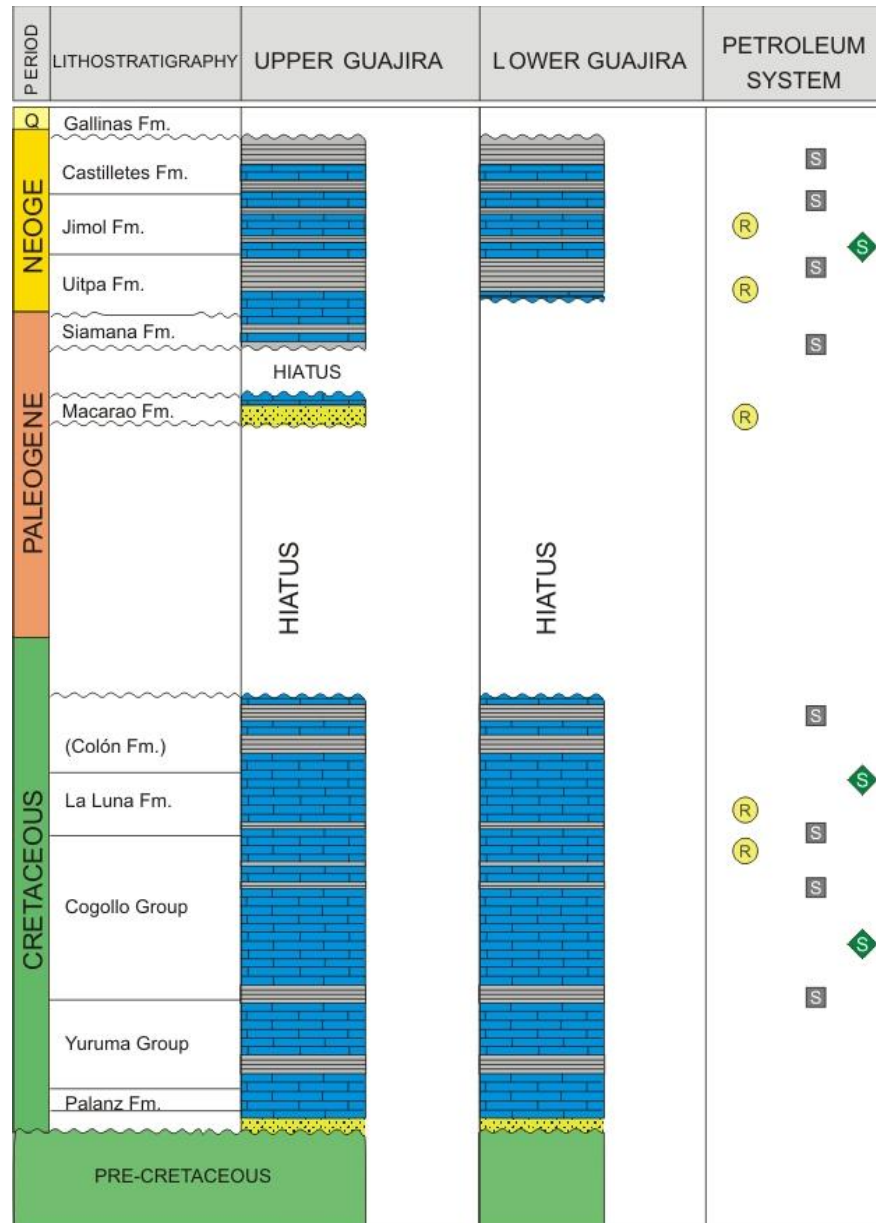 PERIOD
LITHOSTRATIGRAPHY
UPPER GUAJIRA
LOWER GUAJIRA
PETROLEUM
SYSTEM
Q
Gallinas Fm.
NEOGE
Castilletes Fm.
S
S
Jimol Fm.
R
S
Uitpa Fm.
S
R
PALEOGENE
Siamana Fm.
S
HIATUS
Macarao Fm.
R
HIATUS
HIATUS
CRETACEOUS
S
(Colón Fm.)
S
La Luna Fm.
R
S
R
Cogollo Group
S
S
S
Yuruma Group
Palanz Fm.
PRE-CRETACEOUS